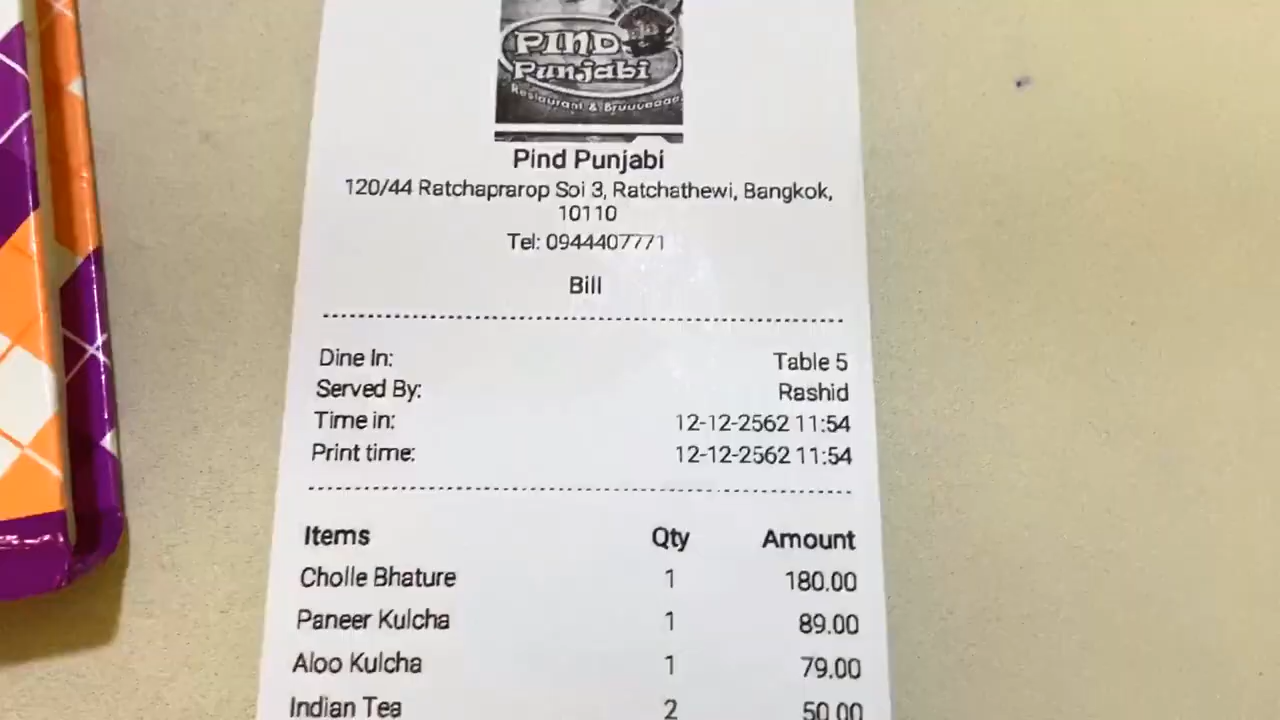 PIND
Punjabi
Restaurant & Bruuueaaa.
Pind Punjabi
120/44 Ratchaprarop Soi 3, Ratchathewi, Bangkok,
10110
Tel: 0944407771
Bill
Dine In: Table 5
Served By: Rashid
Time in: 12-12-2562 11:54
Print time: 12-12-2562 11:54
Items Qty Amount
Cholle Bhature 1 180.00
Paneer Kulcha 1 89.00
Aloo Kulcha 1 79.00
Indian Tea 2 50.00